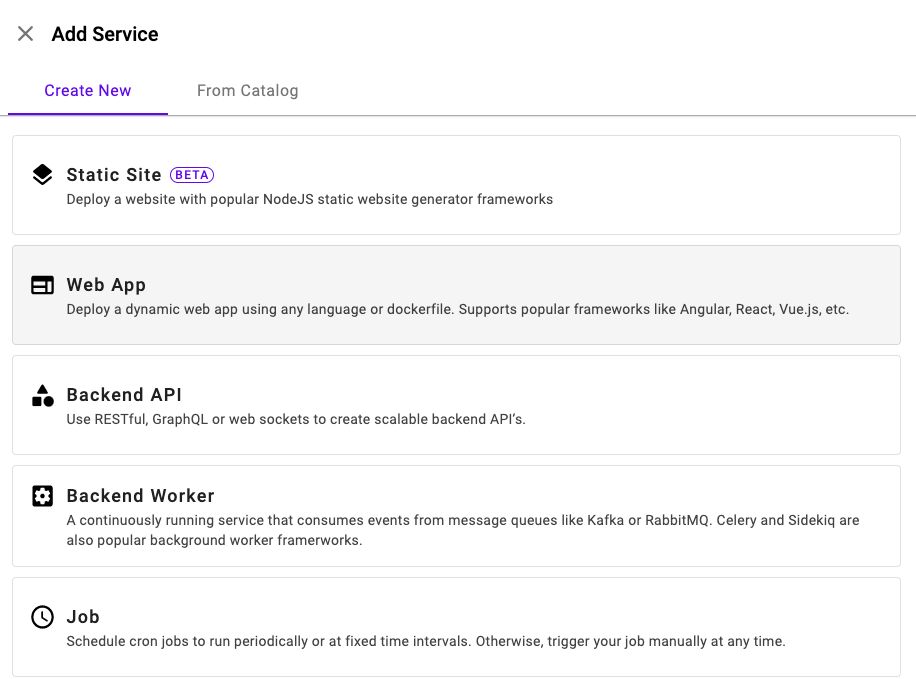 Add Service
Create New
From Catalog
Static Site BETA
Deploy a website with popular NodeJS static website generator frameworks
Web App
Deploy a dynamic web app using any language or dockerfile. Supports popular frameworks like Angular, React, Vue.js, etc.
Backend API
Use RESTful, GraphQL or web sockets to create scalable backend API’s.
Backend Worker
A continuously running service that consumes events from message queues like Kafka or RabbitMQ. Celery and Sidekiq are
also popular background worker framerworks.
Job
Schedule cron jobs to run periodically or at fixed time intervals. Otherwise, trigger your job manually at any time.